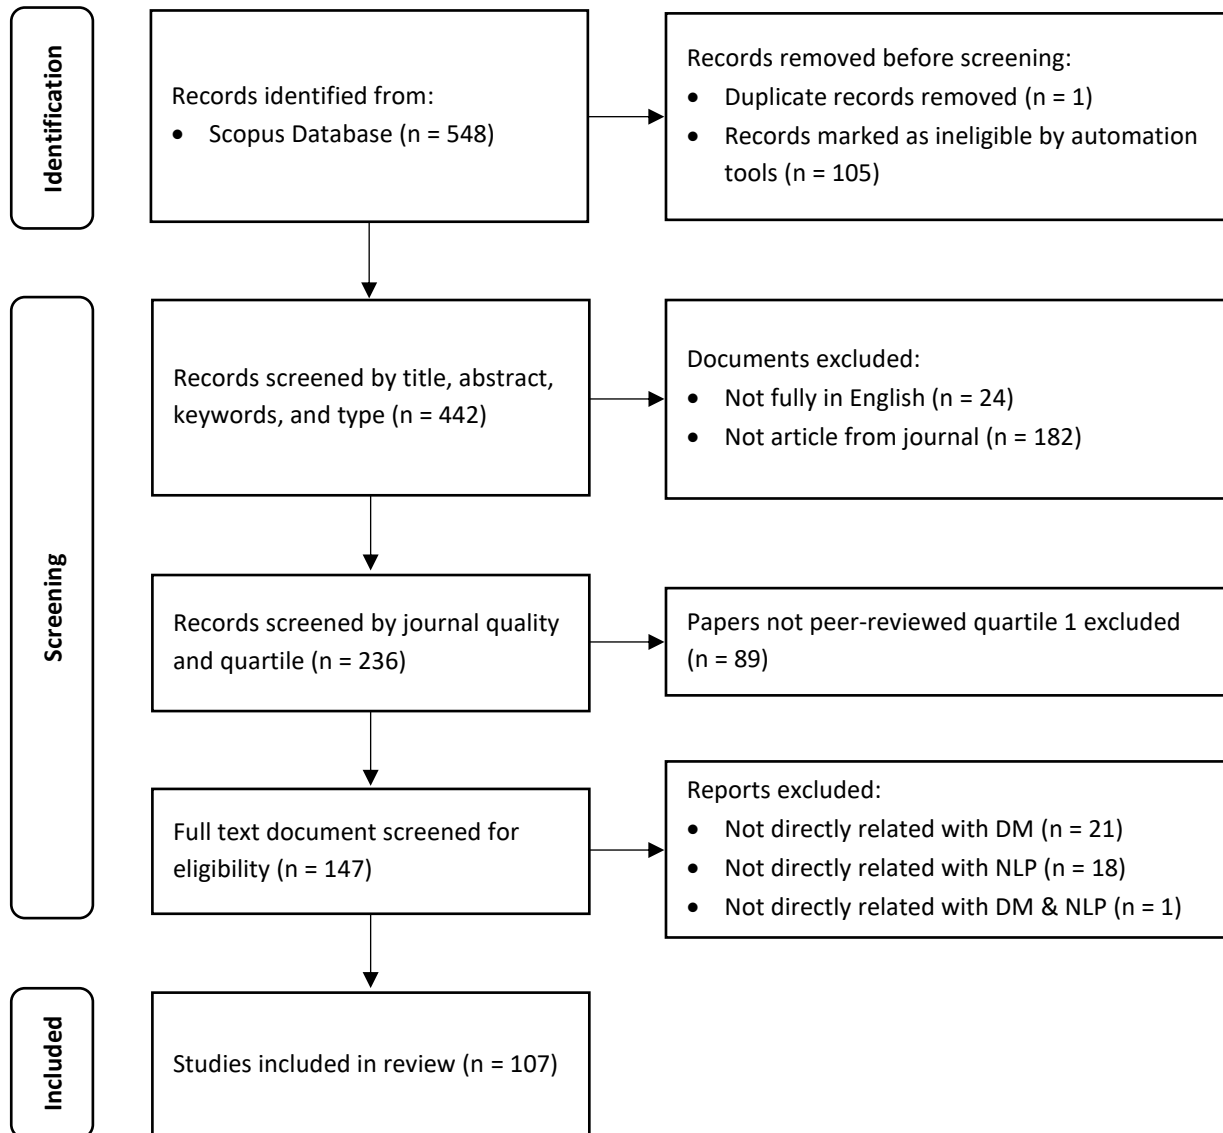 Identification
Records identified from:
• Scopus Database (n = 548)
Records removed before screening:
• Duplicate records removed (n = 1)
• Records marked as ineligible by automation
tools (n = 105)
Screening
Records screened by title, abstract,
keywords, and type (n = 442)
Documents excluded:
• Not fully in English (n = 24)
• Not article from journal (n = 182)
Records screened by journal quality
and quartile (n = 236)
Papers not peer-reviewed quartile 1 excluded
(n = 89)
Full text document screened for
eligibility (n = 147)
Reports excluded:
• Not directly related with DM (n = 21)
• Not directly related with NLP (n = 18)
• Not directly related with DM & NLP (n = 1)
Included
Studies included in review (n = 107)